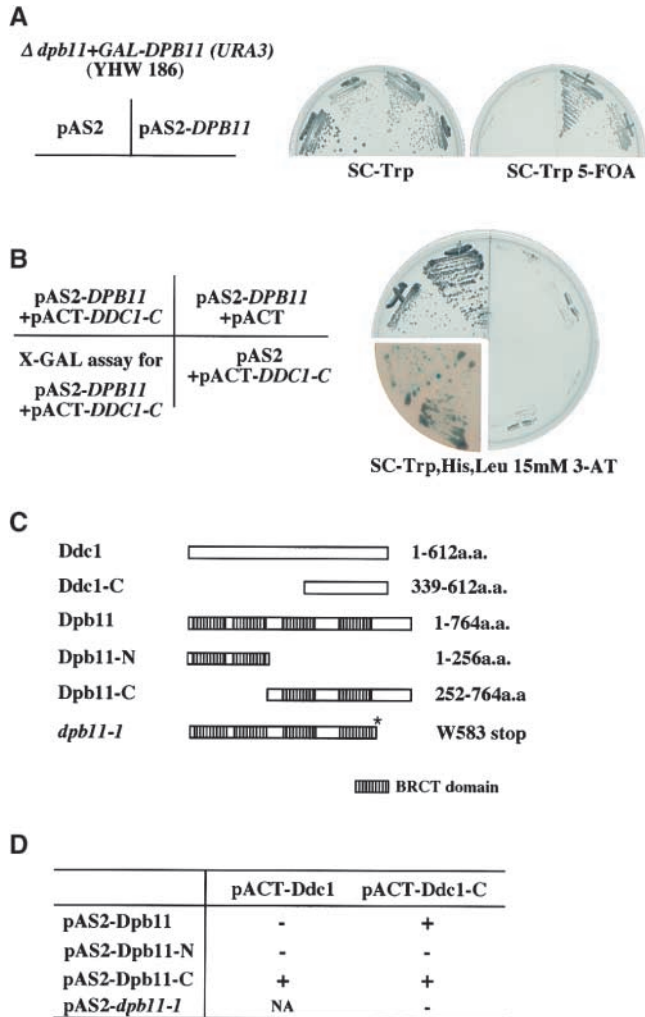 A
Δ dpb11+GAL-DPB11 (URA3)
(YHW 186)
pAS2 pAS2-DPB11
SC-Trp SC-Trp 5-FOA
B
pAS2-DPB11
+pACT-DDC1-C
pAS2-DPB11
+pACT
X-GAL assay for
pAS2-DPB11
+pACT-DDC1-C
pAS2
+pACT-DDC1-C
SC-Trp,His,Leu 15mM 3-AT
C
Ddc1 1-612a.a.
Ddc1-C 339-612a.a.
Dpb11 1-764a.a.
Dpb11-N 1-256a.a.
Dpb11-C 252-764a.a
dpb11-1 * W583 stop
BRCT domain
D
pACT-Ddc1 pACT-Ddc1-C
pAS2-Dpb11 - +
pAS2-Dpb11-N - -
pAS2-Dpb11-C + +
pAS2-dpb11-1 NA -